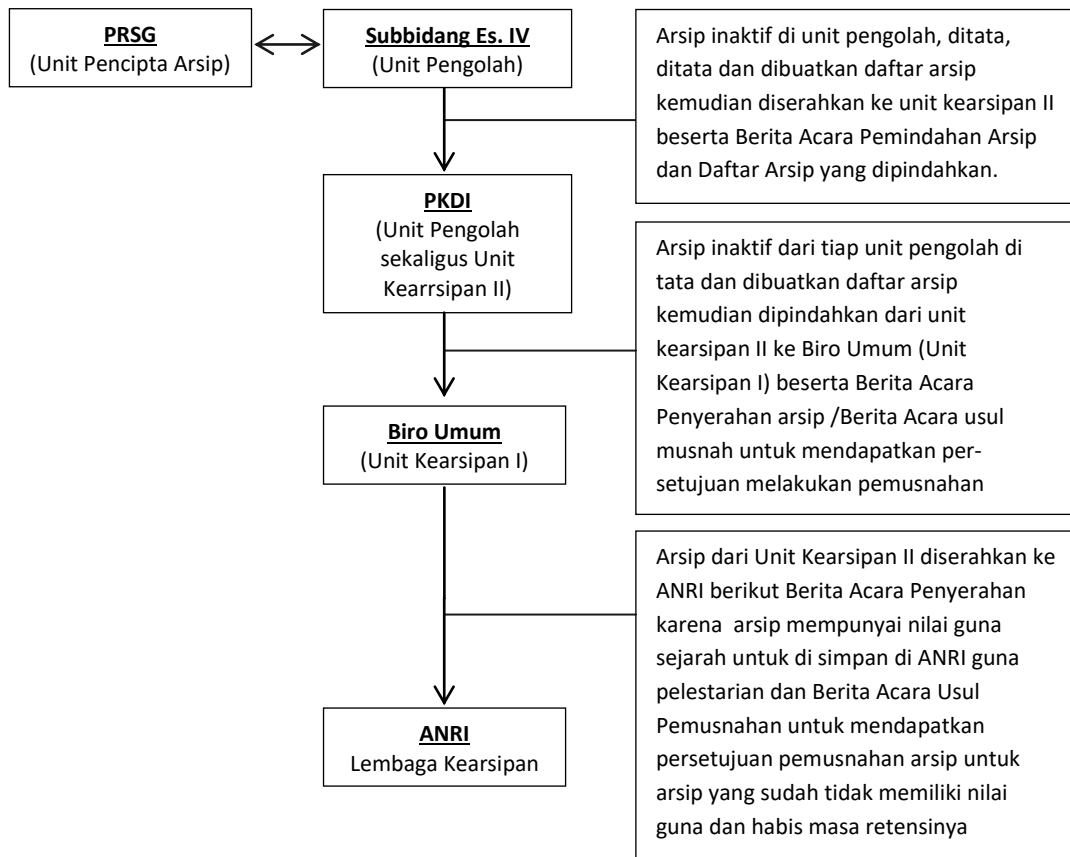 PRSG
(Unit Pencipta Arsip)
Subbidang Es. IV
(Unit Pengolah)
Arsip inaktif di unit pengolah, ditata,
ditata dan dibuatkan daftar arsip
kemudian diserahkan ke unit kearsipan II
beserta Berita Acara Pemindahan Arsip
dan Daftar Arsip yang dipindahkan.
PKDI
(Unit Pengolah
sekaligus Unit
Kearrsipan II)
Arsip inaktif dari tiap unit pengolah di
tata dan dibuatkan daftar arsip
kemudian dipindahkan dari unit
kearsipan II ke Biro Umum (Unit
Kearsipan I) beserta Berita Acara
Penyerahan arsip /Berita Acara usul
musnah untuk mendapatkan per-
setujuan melakukan pemusnahan
Biro Umum
(Unit Kearsipan I)
Arsip dari Unit Kearsipan II diserahkan ke
ANRI berikut Berita Acara Penyerahan
karena  arsip mempunyai nilai guna
sejarah untuk di simpan di ANRI guna
pelestarian dan Berita Acara Usul
Pemusnahan untuk mendapatkan
persetujuan pemusnahan arsip untuk
arsip yang sudah tidak memiliki nilai
guna dan habis masa retensinya
ANRI
Lembaga Kearsipan